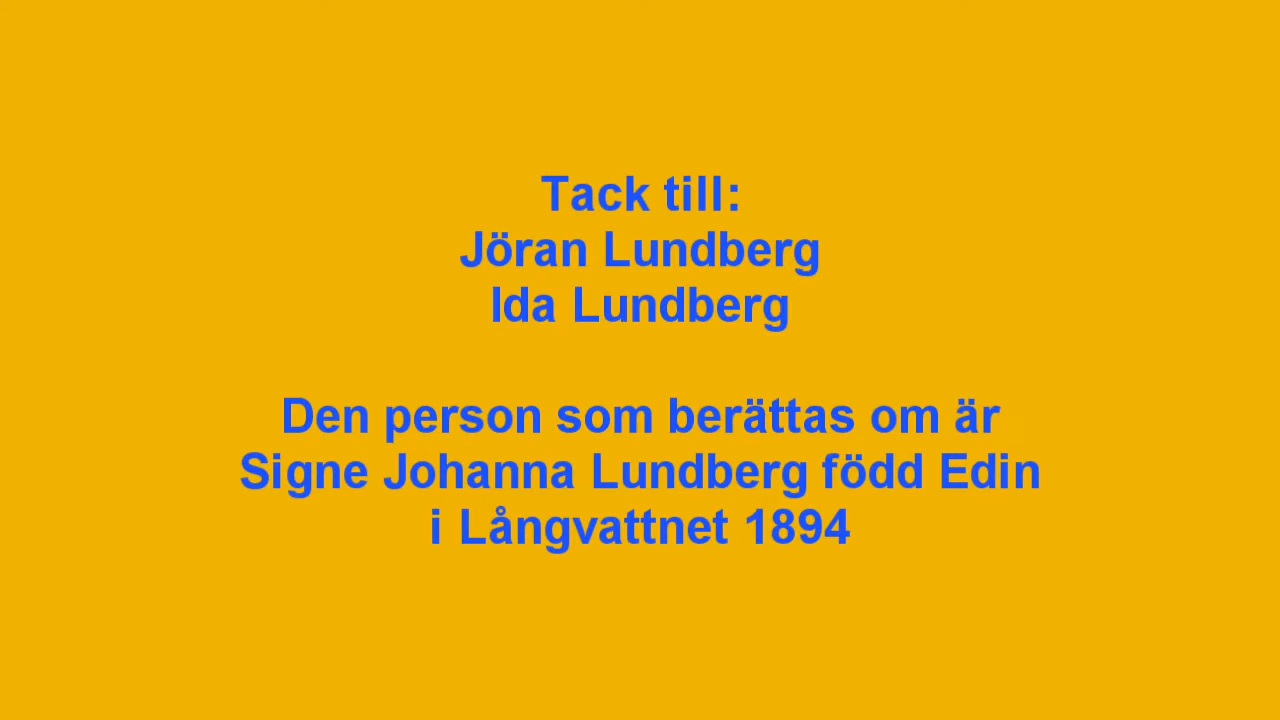 Tack till:
Jöran Lundberg
Ida Lundberg
Den person som berättas om är
Signe Johanna Lundberg född Edin
i Långvattnet 1894